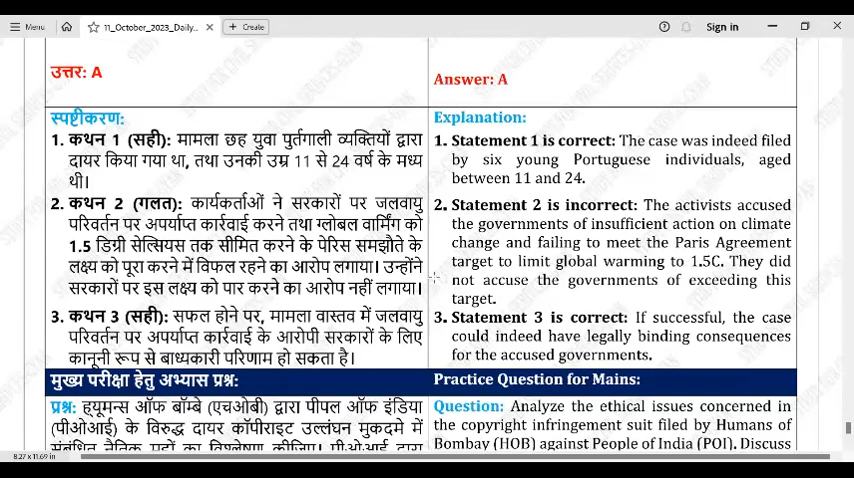 Menu
11_October_2023_Daily...
+ Create
Sign in
उत्तर: A
Answer: A
स्पष्टीकरण:
1. कथन 1 (सही): मामला छह युवा पुर्तगाली व्यक्तियों द्वारा
दायर किया गया था, तथा उनकी उम्र 11 से 24 वर्ष के मध्य
थी।
2. कथन 2 (गलत): कार्यकर्ताओं ने सरकारों पर जलवायु
परिवर्तन पर अपर्याप्त कार्रवाई करने तथा ग्लोबल वार्मिंग को
1.5 डिग्री सेल्सियस तक सीमित करने के पेरिस समझौते के
लक्ष्य को पूरा करने में विफल रहने का आरोप लगाया। उन्होंने
सरकारों पर इस लक्ष्य को पार करने का आरोप नहीं लगाया।
3. कथन 3 (सही): सफल होने पर, मामला वास्तव में जलवायु
परिवर्तन पर अपर्याप्त कार्रवाई के आरोपी सरकारों के लिए
कानूनी रूप से बाध्यकारी परिणाम हो सकता है।
Explanation:
1. Statement 1 is correct: The case was indeed filed
by six young Portuguese individuals, aged
between 11 and 24.
2. Statement 2 is incorrect: The activists accused
the governments of insufficient action on climate
change and failing to meet the Paris Agreement
target to limit global warming to 1.5C. They did
not accuse the governments of exceeding this
target.
3. Statement 3 is correct: If successful, the case
could indeed have legally binding consequences
for the accused governments.
मुख्य परीक्षा हेतु अभ्यास प्रश्न:
Practice Question for Mains:
प्रश्न: ह्यूमन्स ऑफ बॉम्बे (एचओबी) द्वारा पीपल ऑफ इंडिया
(पीओआई) के विरुद्ध दायर कॉपीराइट उल्लंघन मुकदमे में
संबंधित नैतिक मुद्दों का विश्लेषण कीजिए। पीओआई द्वारा
Question: Analyze the ethical issues concerned in
the copyright infringement suit filed by Humans of
Bombay (HOB) against People of India (POI). Discuss
8.27 x 11.69 in